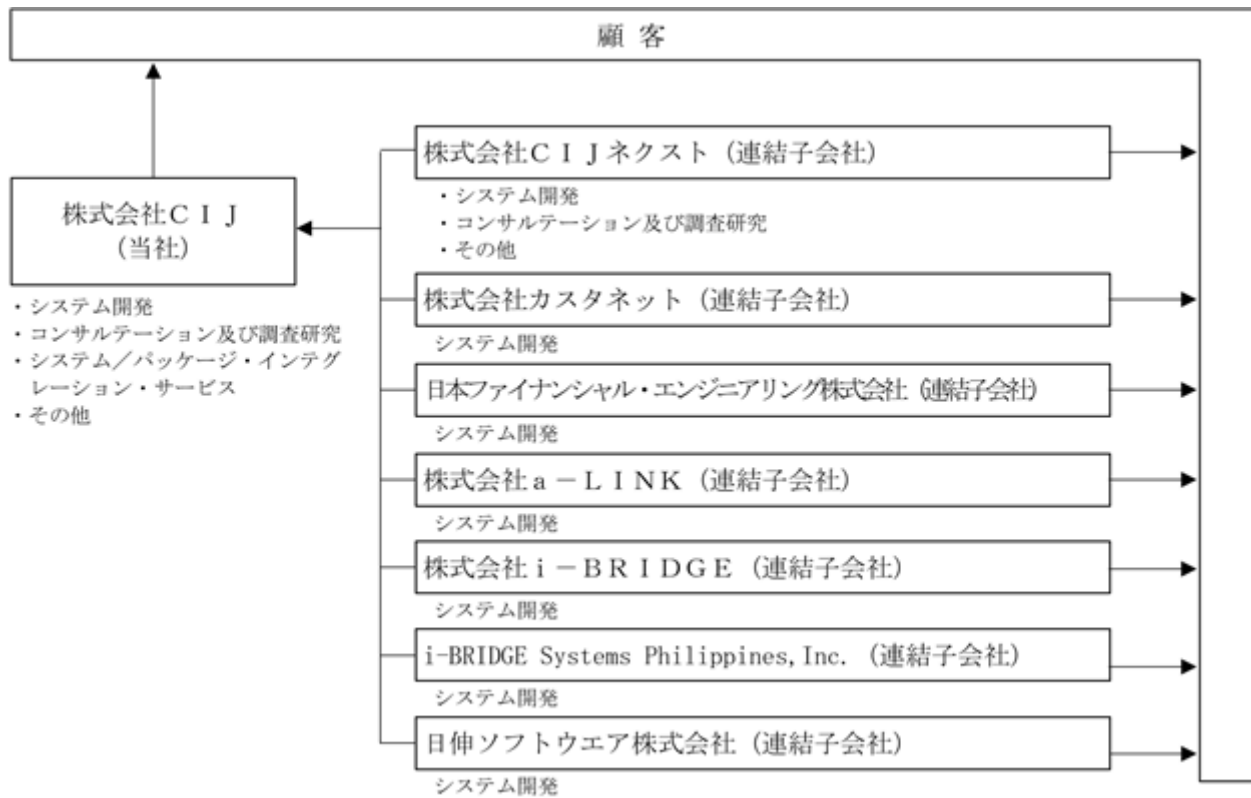 顧 客
株式会社ＣＩＪ
（当社）
・システム開発
・コンサルテーション及び調査研究
・システム／パッケージ・インテグ
レーション・サービス
・その他
株式会社ＣＩＪネクスト（連結子会社）
・システム開発
・コンサルテーション及び調査研究
・その他
株式会社カスタネット（連結子会社）
システム開発
日本ファイナンシャル・エンジニアリング株式会社（連結子会社）
システム開発
株式会社ａ－ＬＩＮＫ（連結子会社）
システム開発
株式会社ｉ－ＢＲＩＤＧＥ（連結子会社）
システム開発
i-BRIDGE Systems Philippines,Inc.（連結子会社）
システム開発
日伸ソフトウエア株式会社（連結子会社）
システム開発